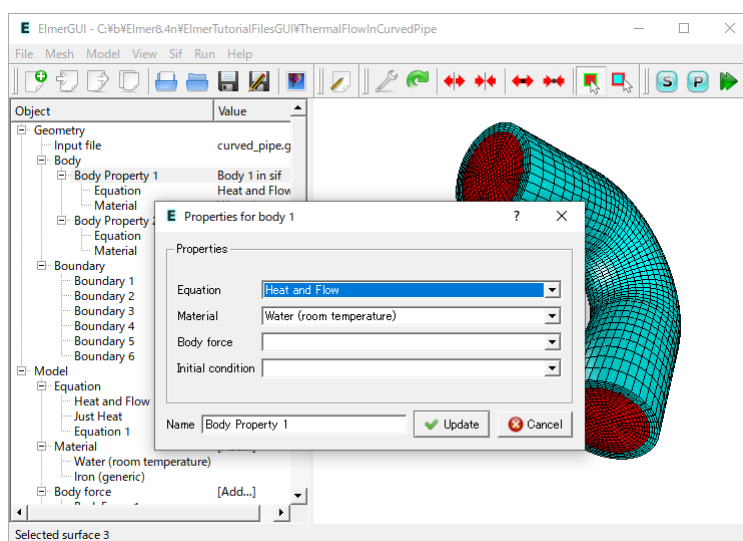 E ElmerGUI - C:¥b¥Elmer8.4n¥ElmerTutorialFilesGUI¥ThermalFlowInCurvedPipe
File Mesh Model View Sif Run Help
S P
Object Value
Geometry
Input file curved_pipe.g
Body
Body Property 1 Body 1 in sif
Equation Heat and Flow
Material
Body Property 2
Equation
Material
Boundary
Boundary 1
Boundary 2
Boundary 3
Boundary 4
Boundary 5
Boundary 6
Model
Equation
Heat and Flow
Just Heat
Equation 1
Material
Water (room temperature)
Iron (generic)
Body force [Add...]
E Properties for body 1 ?
Properties
Equation Heat and Flow
Material Water (room temperature)
Body force
Initial condition
Name Body Property 1 Update Cancel
Selected surface 3